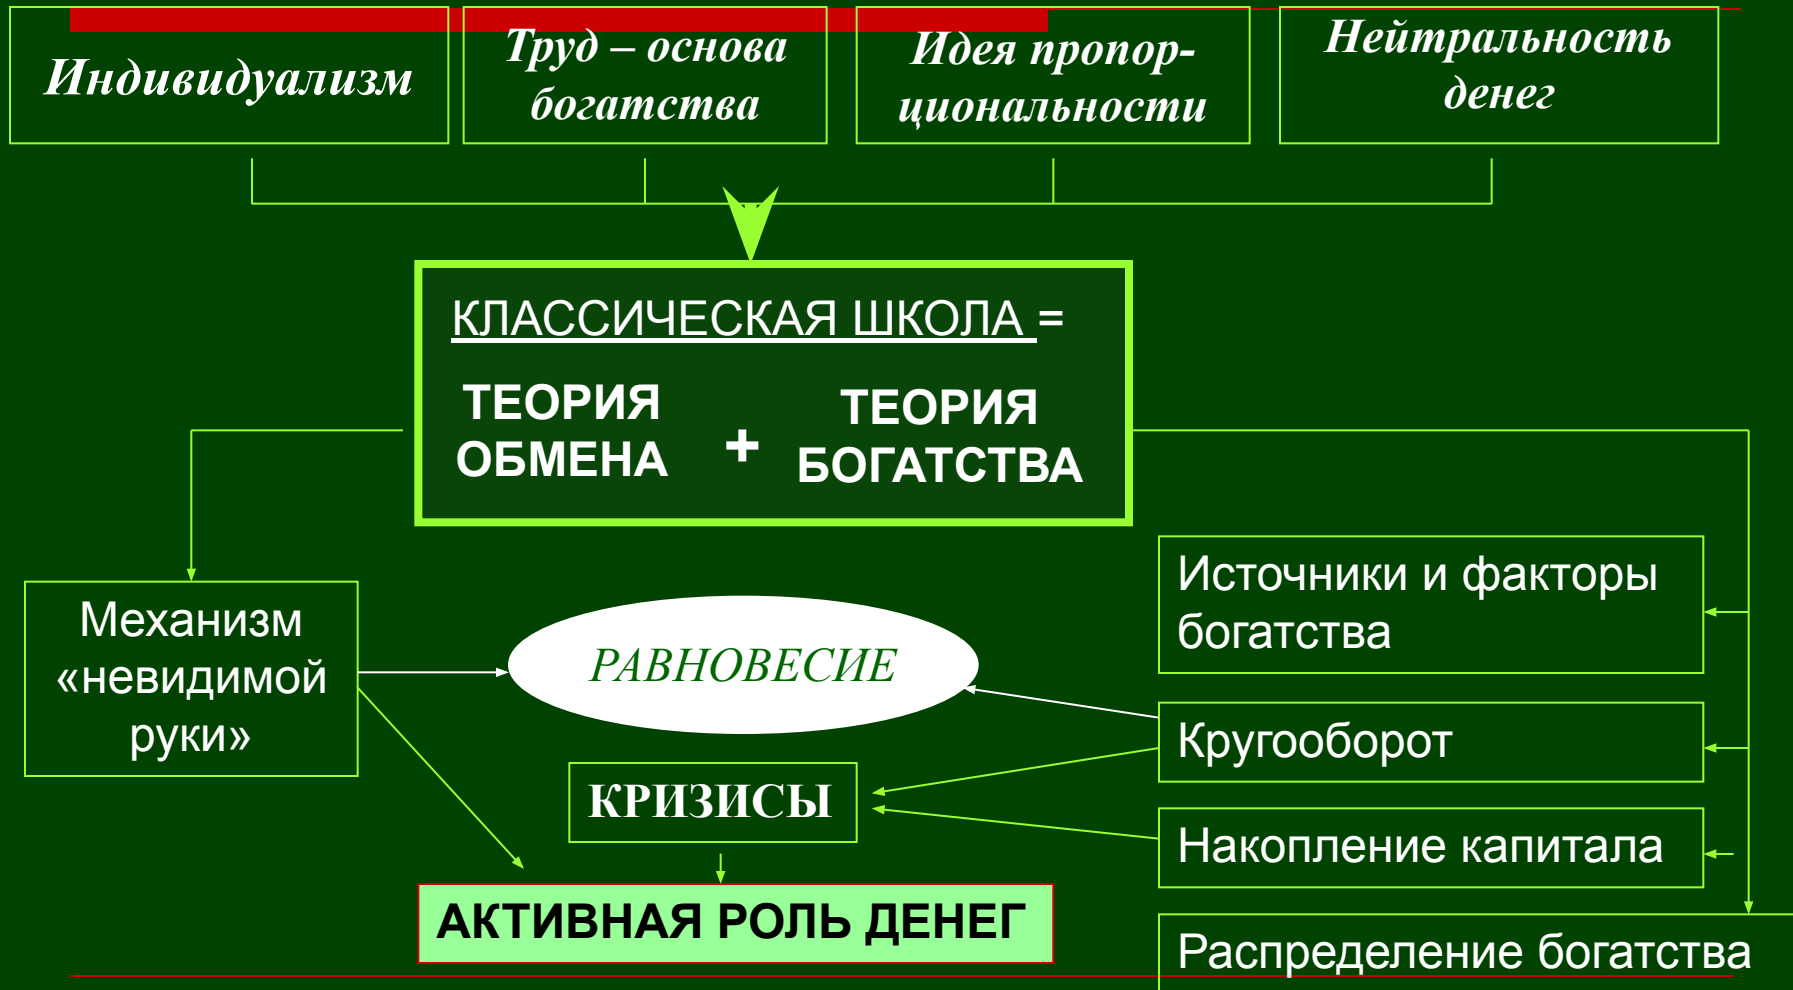 Индивидуализм
Труд – основа
богатства
Идея пропор-
циональности
Нейтральность
денег
КЛАССИЧЕСКАЯ ШКОЛА =
ТЕОРИЯ
ОБМЕНА
+
ТЕОРИЯ
БОГАТСТВА
Механизм
«невидимой
руки»
РАВНОВЕСИЕ
КРИЗИСЫ
АКТИВНАЯ РОЛЬ ДЕНЕГ
Источники и факторы
богатства
Кругооборот
Накопление капитала
Распределение богатства